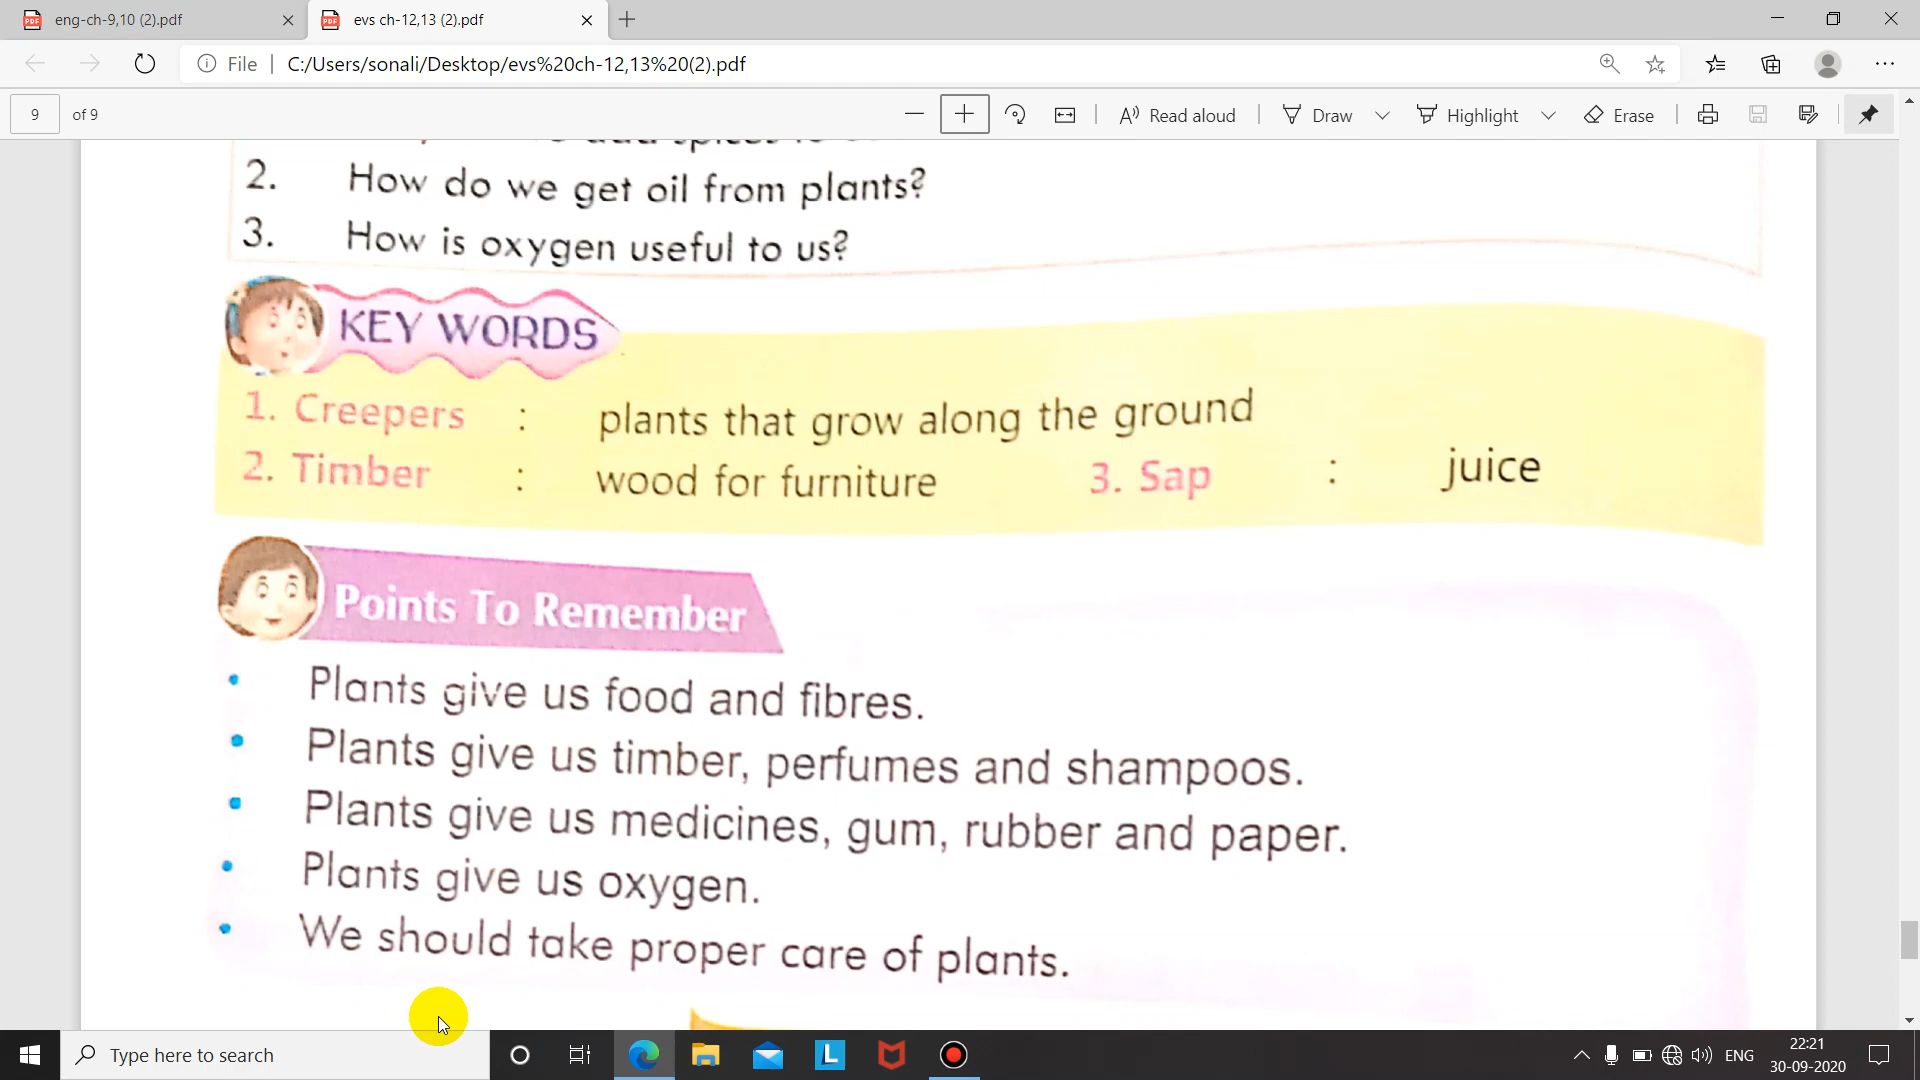 eng-ch-9,10 (2).pdf
evs ch-12,13 (2).pdf
File
C:/Users/sonali/Desktop/evs%20ch-12,13%20(2).pdf
9 of 9
Read aloud
Draw
Highlight
Erase
2. How do we get oil from plants?
3. How is oxygen useful to us?
KEY WORDS
1. Creepers : plants that grow along the ground
2. Timber : wood for furniture 3. Sap : juice
Points To Remember
• Plants give us food and fibres.
• Plants give us timber, perfumes and shampoos.
• Plants give us medicines, gum, rubber and paper.
• Plants give us oxygen.
• We should take proper care of plants.
Type here to search
L
ENG
22:21
30-09-2020